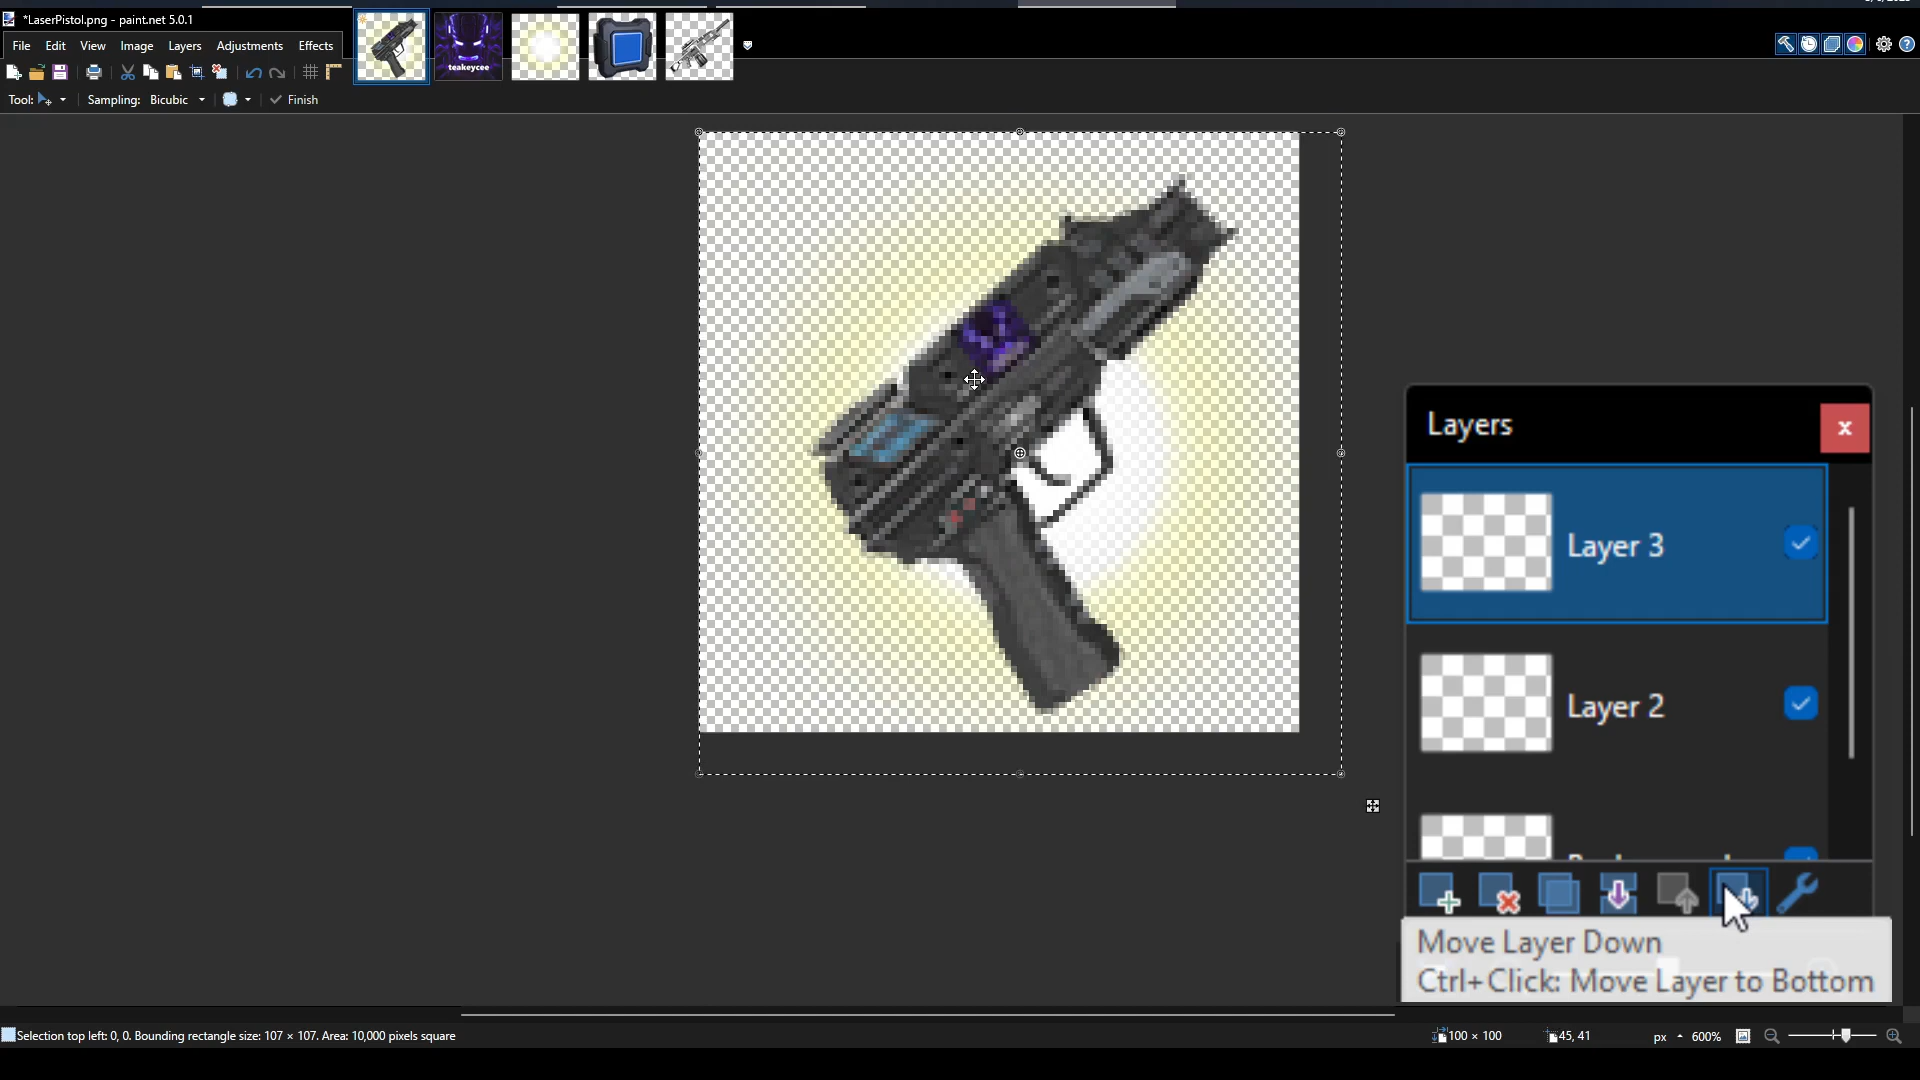 *LaserPistol.png - paint.net 5.0.1
File Edit View Image Layers Adjustments Effects
teakeycee
Tool: Sampling: Bicubic Finish
Layers
Layer 3
Layer 2
Move Layer Down
Ctrl+Click: Move Layer to Bottom
Selection top left: 0, 0. Bounding rectangle size: 107 × 107. Area: 10,000 pixels square
100 × 100
45, 41
px
600%